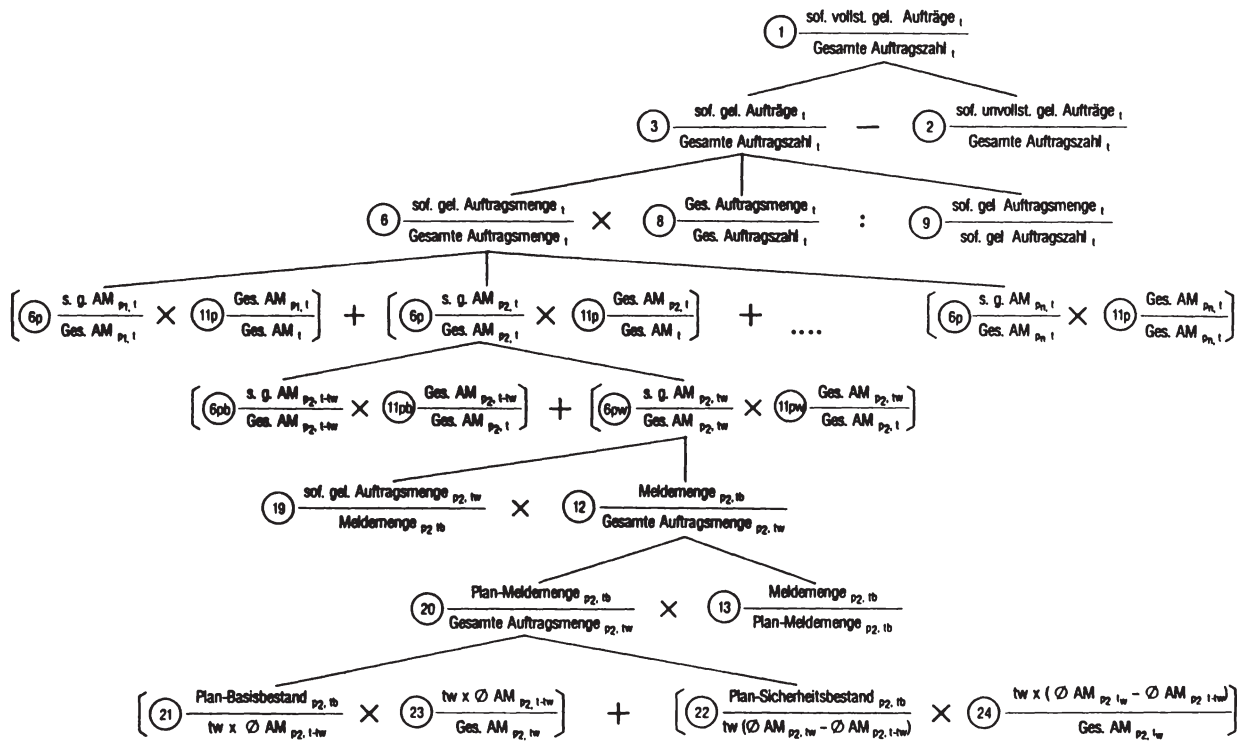 1 sof. vollst. gel. Aufträge t
Gesamte Auftragszahl t
3 sof. gel. Aufträge t — 2 sof. unvollst. gel. Aufträge t
Gesamte Auftragszahl t Gesamte Auftragszahl t
6 sof. gel. Auftragsmenge t × 8 Ges. Auftragsmenge t : 9 sof. gel Auftragsmenge t
Gesamte Auftragsmenge t Ges. Auftragszahl t sof. gel Auftragszahl t
[ 6p s. g. AM p1, t × 11p Ges. AM p1, t ] + [ 6p s. g. AM p2, t × 11p Ges. AM p2, t ] + .... [ 6p s. g. AM pn, t × 11p Ges. AM pn, t ]
Ges. AM p1, t Ges. AM t Ges. AM p2, t Ges. AM t Ges. AM pn, t Ges. AM pn, t
[ 6pb s. g. AM p2, t-tw × 11pb Ges. AM p2, t-tw ] + [ 6pw s. g. AM p2, tw × 11pw Ges. AM p2, tw ]
Ges. AM p2, t-tw Ges. AM p2, t Ges. AM p2, tw Ges. AM p2, t
19 sof. gel. Auftragsmenge p2, tw × 12 Meldemenge p2, tb
Meldemenge p2 tb Gesamte Auftragsmenge p2, tw
20 Plan-Meldemenge p2, tb × 13 Meldemenge p2, tb
Gesamte Auftragsmenge p2, tw Plan-Meldemenge p2, tb
[ 21 Plan-Basisbestand p2, tb × 23 tw x Ø AM p2, t-tw ] + [ 22 Plan-Sicherheitsbestand p2, tb × 24 tw x ( Ø AM p2 tw – Ø AM p2 t-tw) ]
tw x Ø AM p2, t-tw Ges. AM p2, tw tw (Ø AM p2, tw – Ø AM p2, t-tw) Ges. AM p2, tw